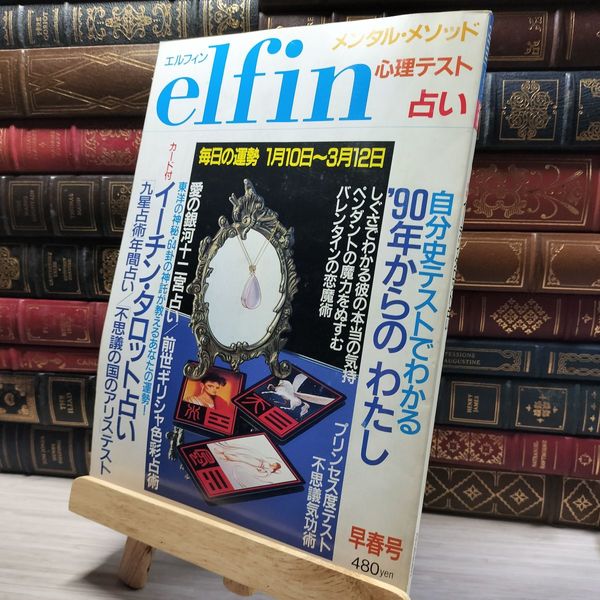 エルフィン
elfin
メンタル・メソッド
心理テスト
占い
毎日の運勢 1月10日〜3月12日
自分史テストでわかる
'90年からの わたし
しぐさでわかる彼の本当の気持
ペンダントの魔力をぬすむ
バレンタインの恋魔術
プリンセス度テスト
不思議気功術
愛の銀河十二宮占い/前世ギリシャ色彩占術
東洋の神秘・64卦の神託が教えるあなたの運勢!
カード付
イーチン・タロット占い
九星占術年間占い/不思議の国のアリステスト
早春号
480yen
HENRY
JAMES